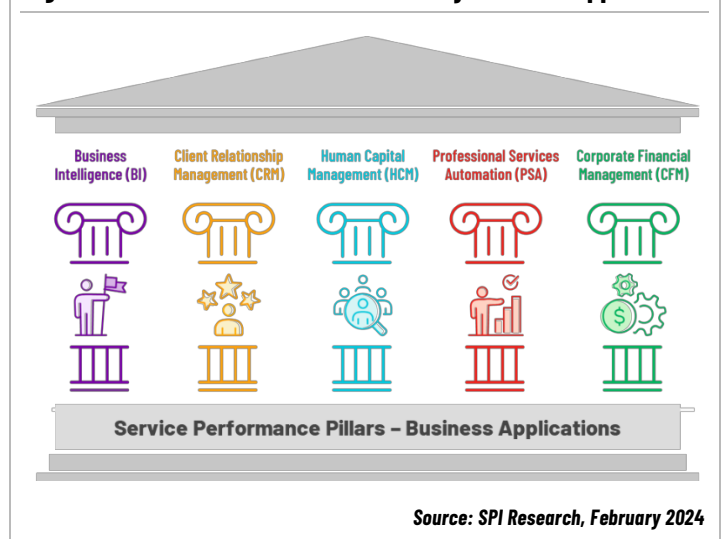 Business
Intelligence (BI)
Client Relationship
Management (CRM)
Human Capital
Management (HCM)
Professional Services
Automation (PSA)
Corporate Financial
Management (CFM)
$
Service Performance Pillars – Business Applications
Source: SPI Research, February 2024